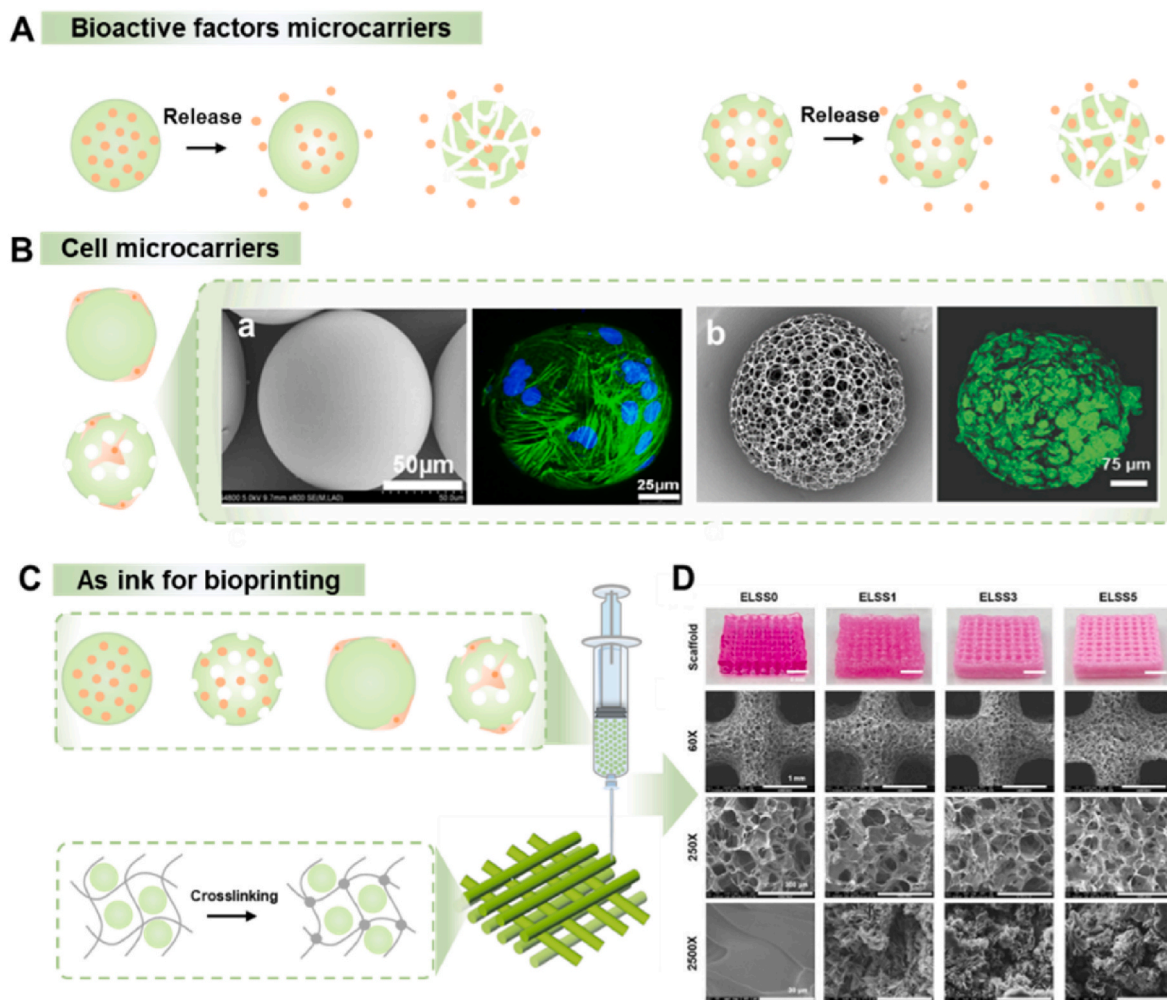 A Bioactive factors microcarriers
Release
Release
B Cell microcarriers
a
50μm
25μm
b
75 μm
C As ink for bioprinting
Crosslinking
D
ELSS0 ELSS1 ELSS3 ELSS5
Scaffold
60X
1 mm
250X
2500X